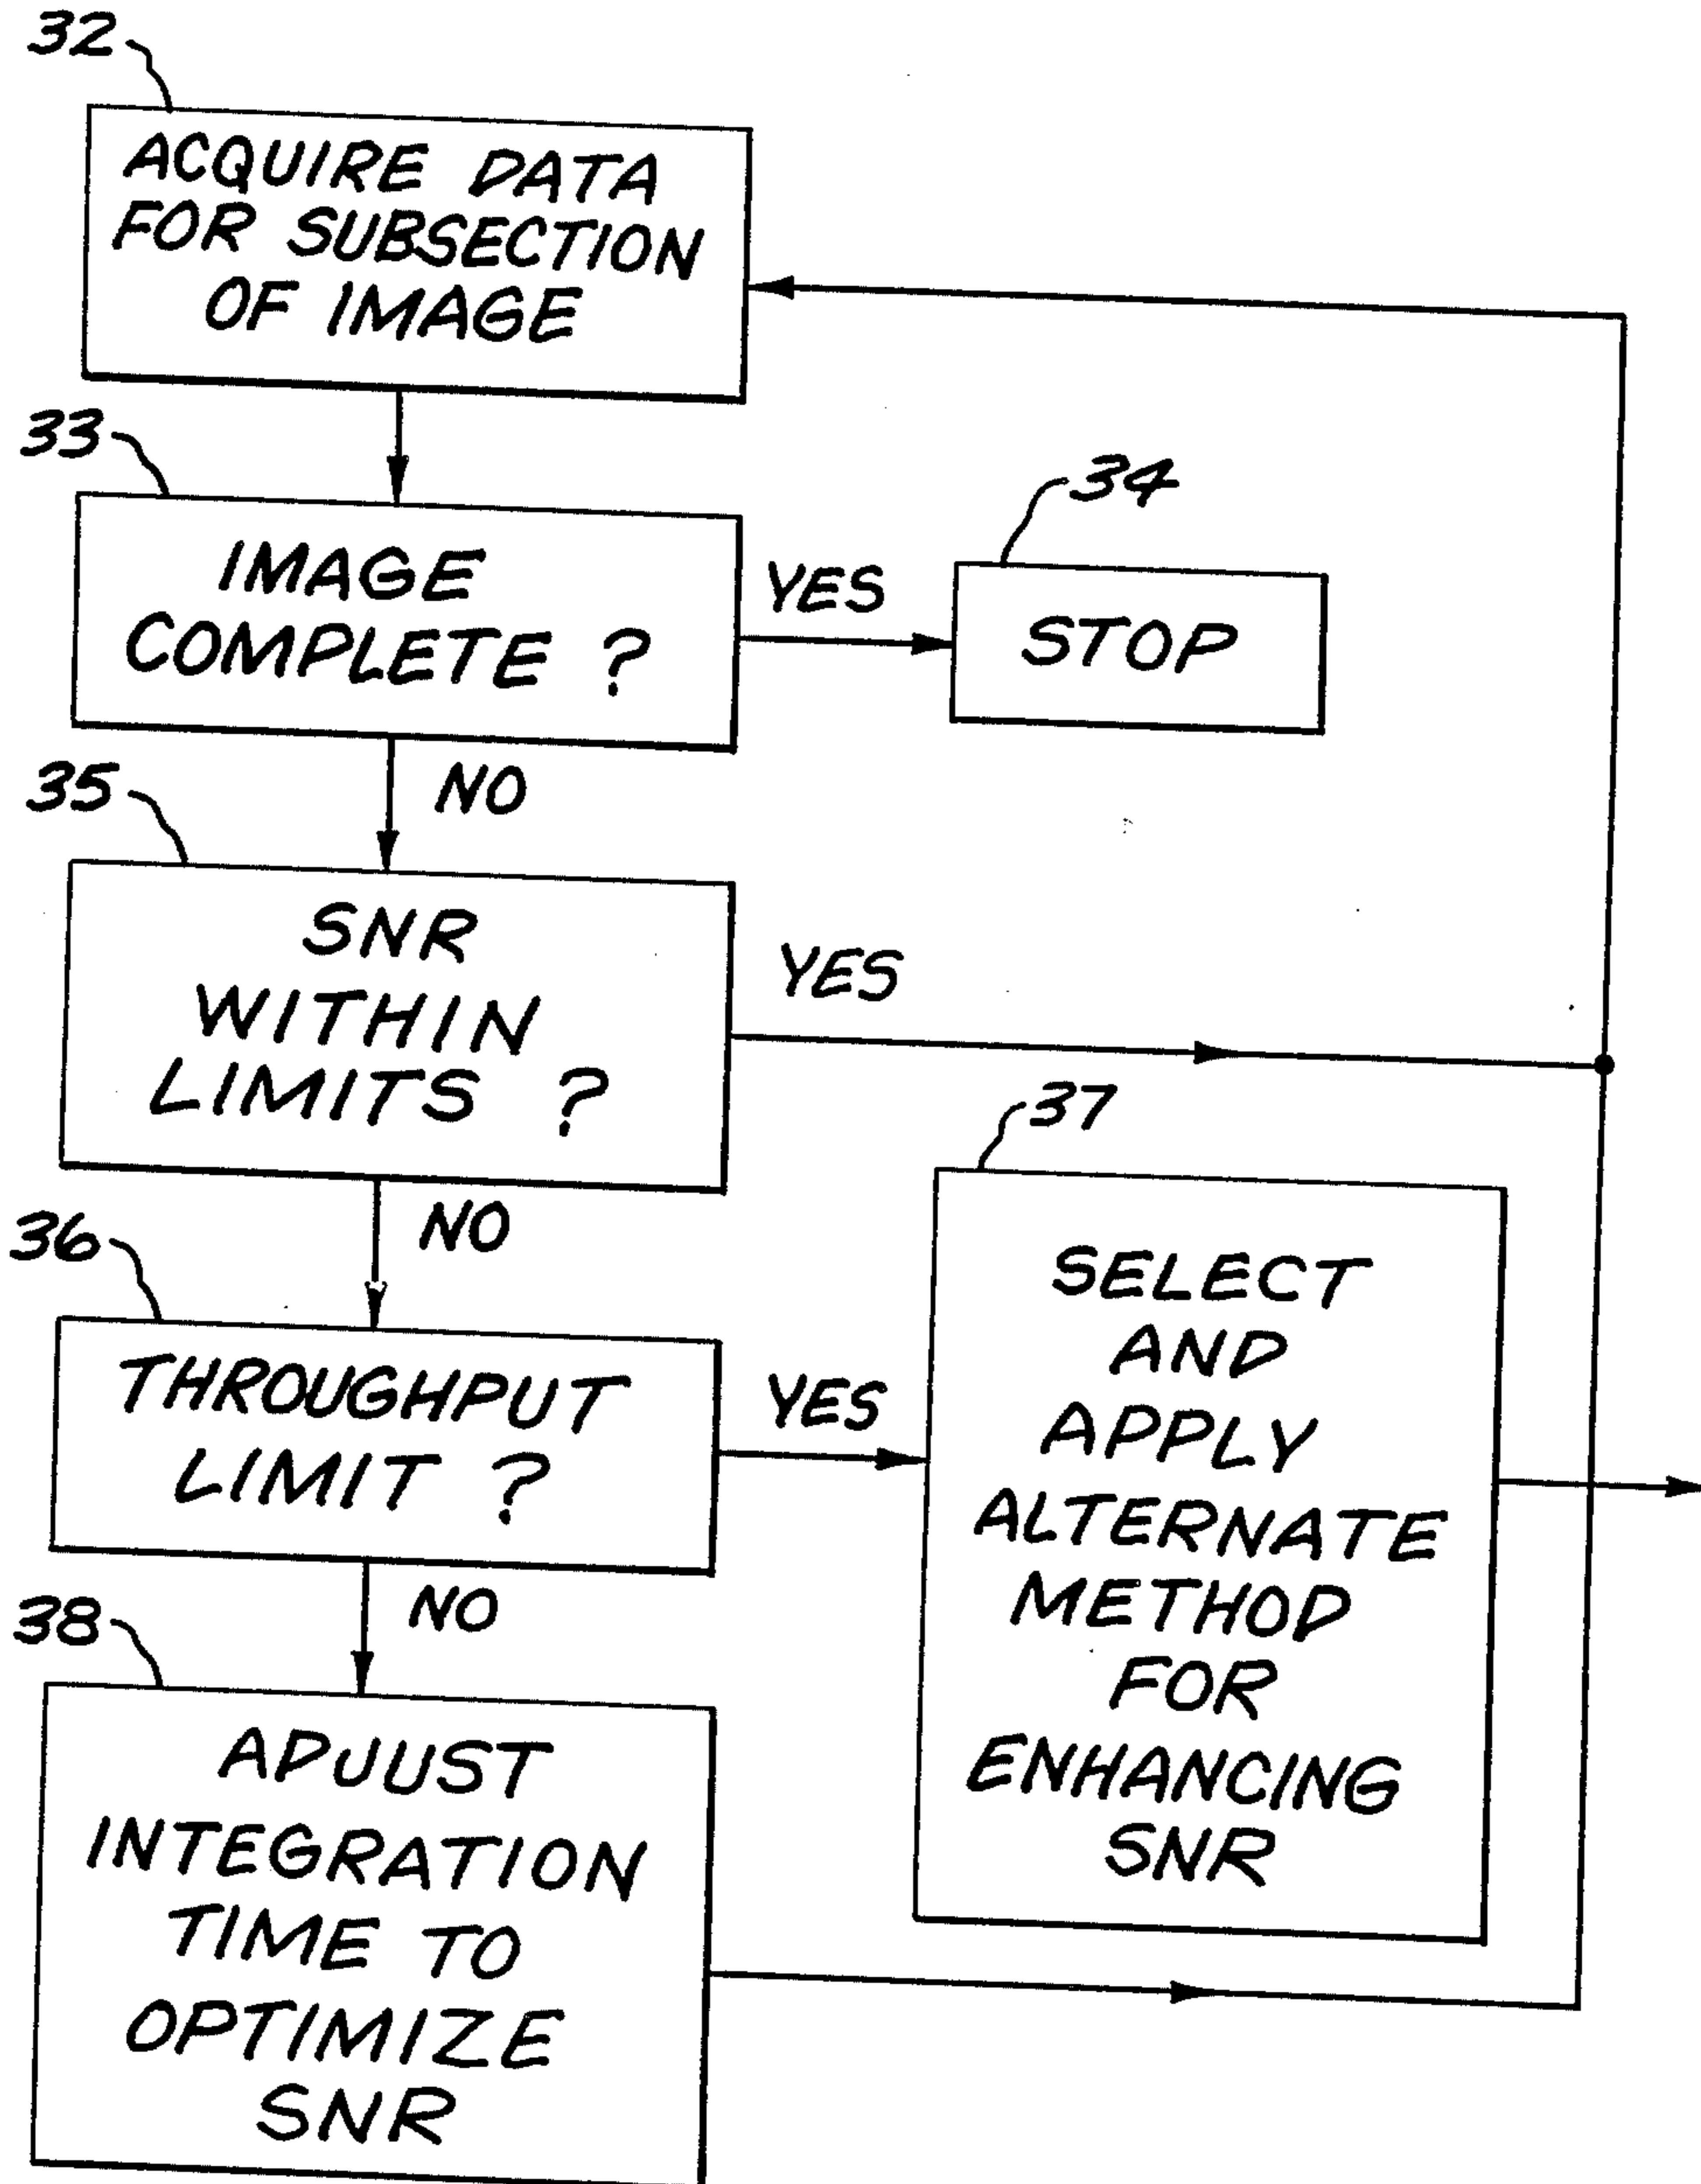 32
ACQUIRE DATA
FOR SUBSECTION
OF IMAGE
33
IMAGE
COMPLETE ?
YES
34
STOP
NO
35
SNR
WITHIN
LIMITS ?
YES
NO
36
THROUGHPUT
LIMIT ?
YES
37
SELECT
AND
APPLY
ALTERNATE
METHOD
FOR
ENHANCING
SNR
NO
38
ADJUST
INTEGRATION
TIME TO
OPTIMIZE
SNR